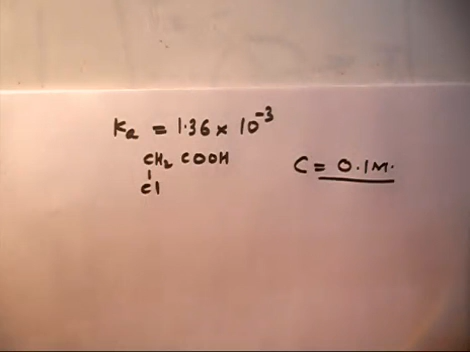 Ka = 1.36 × 10⁻³
CH₂ COOH
Cl
C = 0.1M.